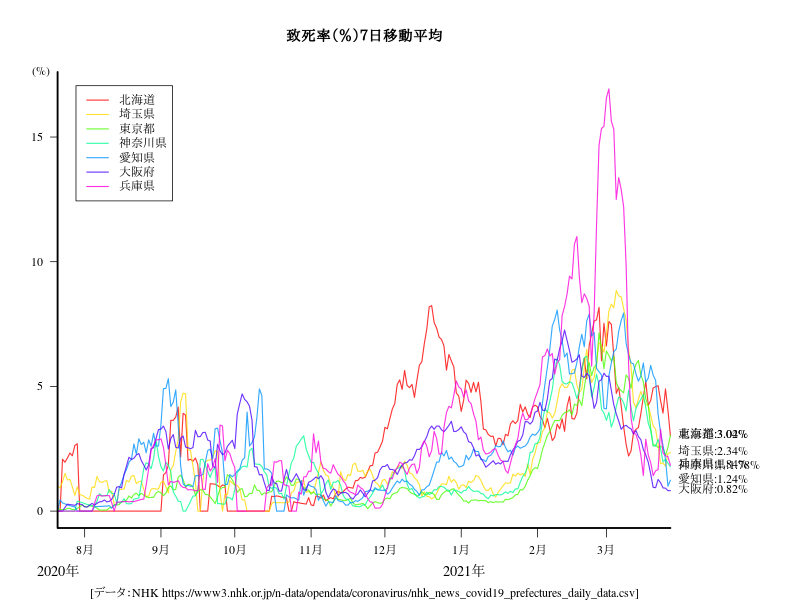 致死率(%)7日移動平均
(%)
15
10
5
0
北海道
埼玉県
東京都
神奈川県
愛知県
大阪府
兵庫県
埼玉県:2.34%
愛知県:1.24%
大阪府:0.82%
8月 9月 10月 11月 12月 1月 2月 3月
2020年 2021年
[データ:NHK https://www3.nhk.or.jp/n-data/opendata/coronavirus/nhk_news_covid19_prefectures_daily_data.csv]